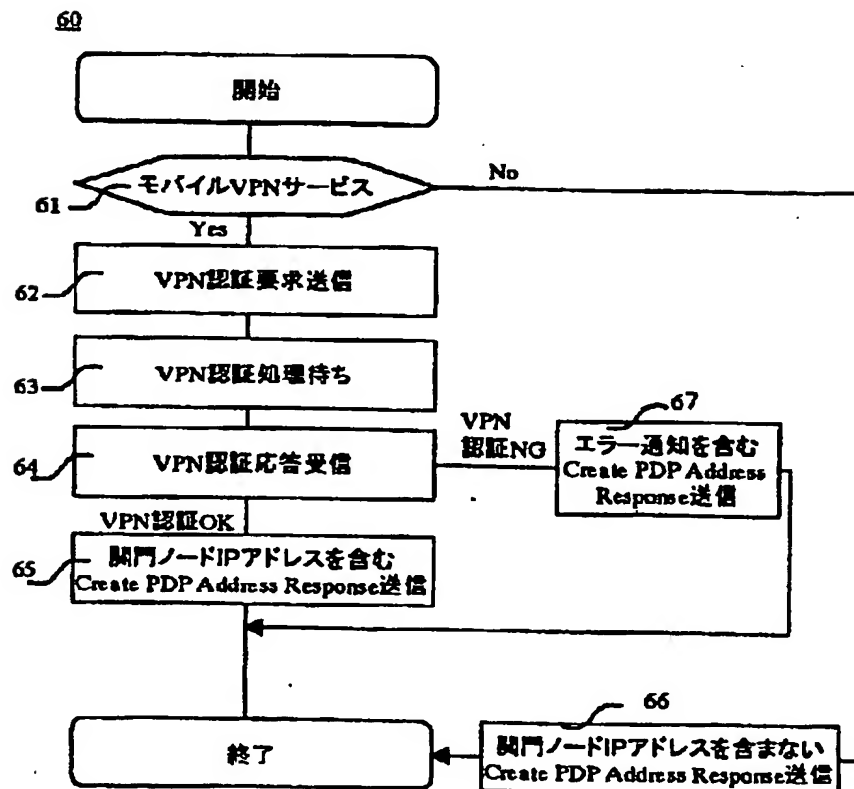 60
開始
モバイルVPNサービス
No
61
Yes
VPN認証要求送信
62
VPN認証処理待ち
63
67
VPN
認証NG
エラー通知を含む
Create PDP Address
Response送信
VPN認証応答受信
64
VPN認証OK
関門ノードIPアドレスを含む
Create PDP Address Response送信
65
66
終了
関門ノードIPアドレスを含まない
Create PDP Address Response送信